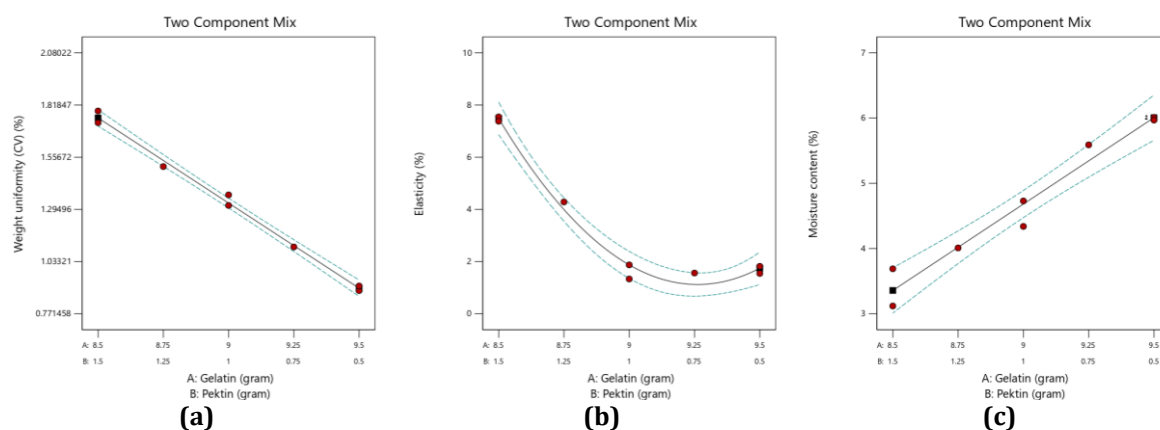 Two Component Mix
Weight uniformity (CV) (%)
2.08022
1.81847
1.55672
1.29496
1.03321
0.771458
A: 8.5 8.75 9 9.25 9.5
B: 1.5 1.25 1 0.75 0.5
A: Gelatin (gram)
B: Pektin (gram)
(a)
Two Component Mix
Elasticity (%)
10
8
6
4
2
0
A: 8.5 8.75 9 9.25 9.5
B: 1.5 1.25 1 0.75 0.5
A: Gelatin (gram)
B: Pektin (gram)
(b)
Two Component Mix
Moisture content (%)
7
6
5
4
3
2
A: 8.5 8.75 9 9.25 9.5
B: 1.5 1.25 1 0.75 0.5
A: Gelatin (gram)
B: Pektin (gram)
(c)